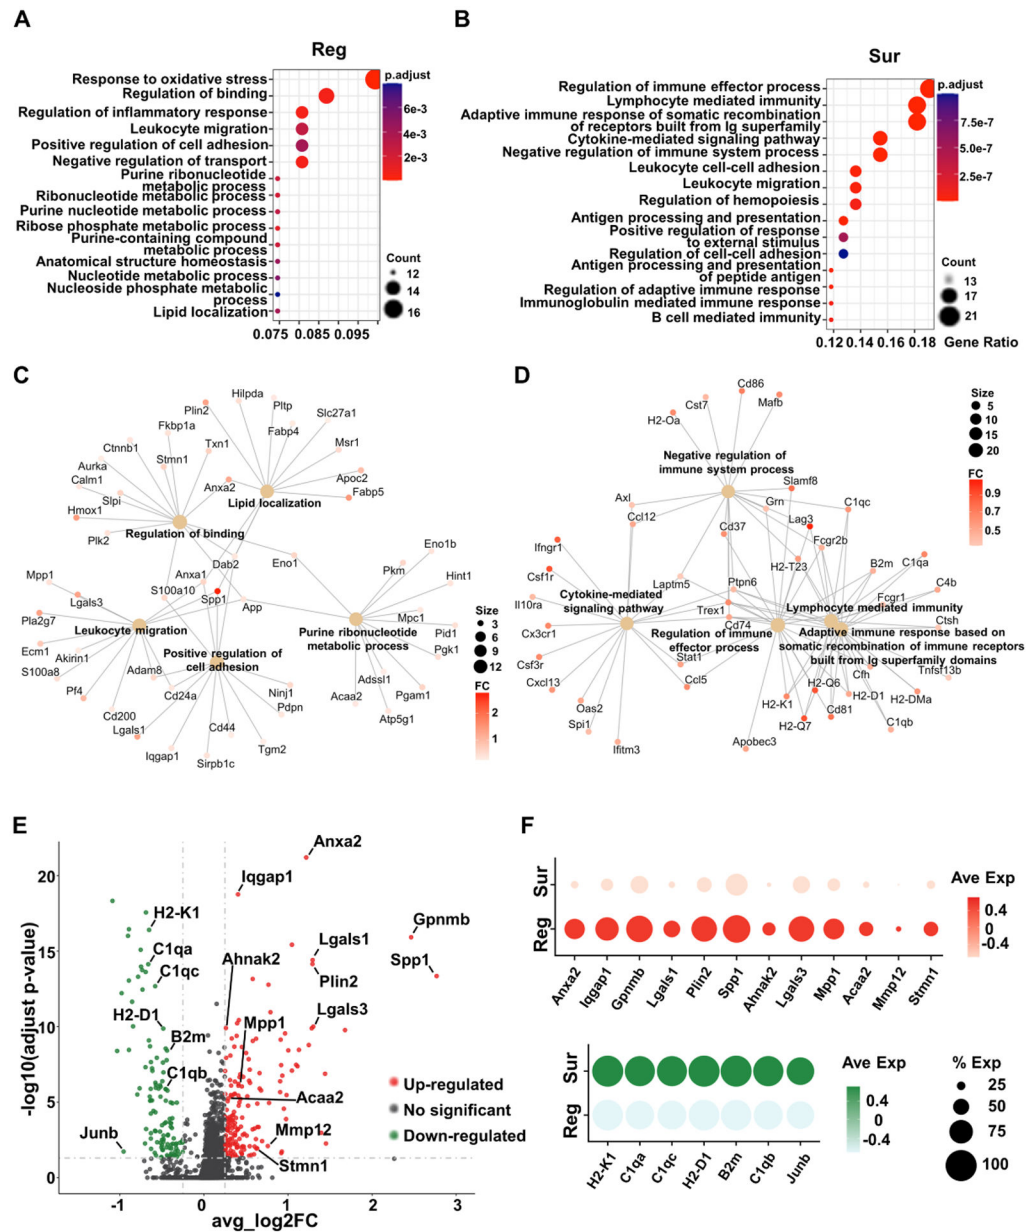 A
Reg
Response to oxidative stress
Regulation of binding
Regulation of inflammatory response
Leukocyte migration
Positive regulation of cell adhesion
Negative regulation of transport
Purine ribonucleotide
metabolic process
Ribonucleotide metabolic process
Purine nucleotide metabolic process
Ribose phosphate metabolic process
Purine-containing compound
metabolic process
Anatomical structure homeostasis
Nucleotide metabolic process
Nucleoside phosphate metabolic
process
Lipid localization
0.075 0.085 0.095
p.adjust
6e-3
4e-3
2e-3
Count
12
14
16
B
Sur
Regulation of immune effector process
Lymphocyte mediated immunity
Adaptive immune response of somatic recombination
of receptors built from Ig superfamily
Cytokine-mediated signaling pathway
Negative regulation of immune system process
Leukocyte cell-cell adhesion
Leukocyte migration
Regulation of hemopoiesis
Antigen processing and presentation
Positive regulation of response
to external stimulus
Regulation of cell-cell adhesion
Antigen processing and presentation
of peptide antigen
Regulation of adaptive immune response
Immunoglobulin mediated immune response
B cell mediated immunity
0.12 0.14 0.16 0.18
Gene Ratio
p.adjust
7.5e-7
5.0e-7
2.5e-7
Count
13
17
21
C
Hilpda
Plin2
Pltp
Slc27a1
Fkbp1a
Fabp4
Ctnnb1
Txn1
Msr1
Aurka
Stmn1
Calm1
Anxa2
Apoc2
Slpi
Fabp5
Lipid localization
Hmox1
Regulation of binding
Plk2
Dab2
Eno1
Eno1b
Mpp1
Anxa1
Pkm
Hint1
S100a10
Spp1
Lgals3
App
Pla2g7
Mpc1
Leukocyte migration
Purine ribonucleotide
metabolic process
Pid1
Ecm1
Akirin1
Positive regulation of
cell adhesion
Pgk1
S100a8
Adam8
Adssl1
Pf4
Cd24a
Ninj1
Acaa2
Pgam1
Cd200
Pdpn
Atp5g1
Lgals1
Cd44
Iqgap1
Tgm2
Sirpb1c
Size
3
6
9
12
FC
2
1
D
Cd86
Cst7
Mafb
H2-Oa
Negative regulation of
immune system process
Slamf8
Axl
Grn
C1qc
Ccl12
Lag3
Cd37
Fcgr2b
Ifngr1
H2-T23
B2m
C1qa
Csf1r
Laptm5
Ptpn6
C4b
Cytokine-mediated
signaling pathway
Il10ra
Trex1
Fcgr1
Lymphocyte mediated immunity
Cd74
Ctsh
Cx3cr1
Regulation of immune
effector process
Adaptive immune response based on
somatic recombination of immune receptors
built from Ig superfamily domains
Csf3r
Stat1
Cfh
Tnfsf13b
Cxcl13
Ccl5
H2-Q6
H2-K1
H2-D1
H2-DMa
Oas2
Cd81
Spi1
H2-Q7
C1qb
Ifitm3
Apobec3
Size
5
10
15
20
FC
0.9
0.7
0.5
E
-log10(adjust p-value)
20
15
10
5
0
-1 0 1 2 3
avg_log2FC
Anxa2
Iqgap1
Gpnmb
H2-K1
Lgals1
C1qa
Ahnak2
Spp1
C1qc
Plin2
Lgals3
H2-D1
Mpp1
B2m
C1qb
Acaa2
Junb
Mmp12
Stmn1
Up-regulated
No significant
Down-regulated
F
Sur
Reg
Anxa2 Iqgap1 Gpnmb Lgals1 Plin2 Spp1 Ahnak2 Lgals3 Mpp1 Acaa2 Mmp12 Stmn1
Ave Exp
0.4
0
-0.4
Sur
Reg
H2-K1 C1qa C1qc H2-D1 B2m C1qb Junb
Ave Exp
0.4
0
-0.4
% Exp
25
50
75
100